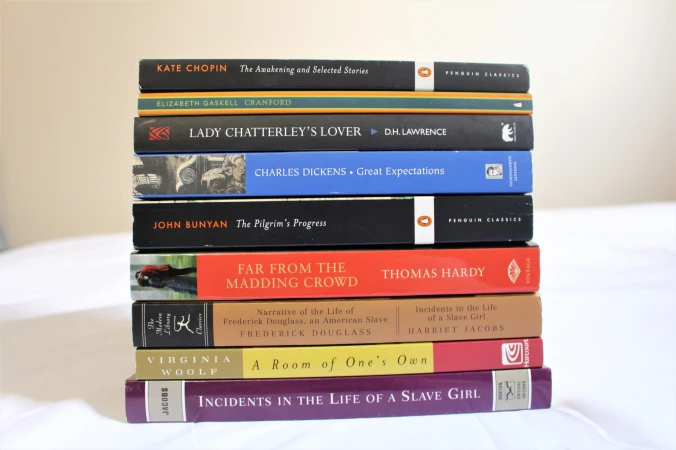 KATE CHOPIN The Awakening and Selected Stories PENGUIN CLASSICS
ELIZABETH GASKELL CRANFORD
LADY CHATTERLEY'S LOVER ▸ D.H. LAWRENCE
CHARLES DICKENS • Great Expectations
JOHN BUNYAN The Pilgrim's Progress PENGUIN CLASSICS
FAR FROM THE
MADDING CROWD THOMAS HARDY VINTAGE
The Modern Library Classics
Narrative of the Life of
Frederick Douglass, an American Slave
FREDERICK DOUGLASS
Incidents in the Life
of a Slave Girl
HARRIET JACOBS
VIRGINIA
WOOLF
A Room of One's Own
Harcourt
JACOBS INCIDENTS IN THE LIFE OF A SLAVE GIRL